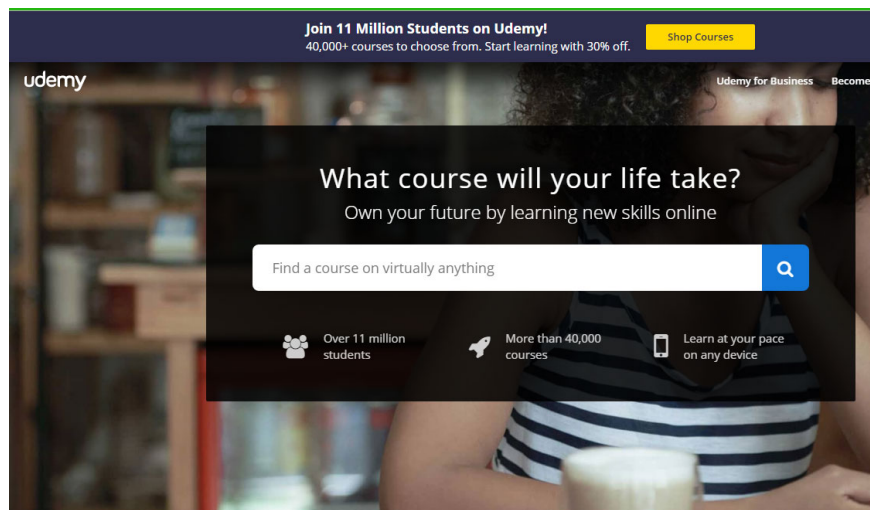 Join 11 Million Students on Udemy!
40,000+ courses to choose from. Start learning with 30% off.
Shop Courses
udemy
Udemy for Business
Become
What course will your life take?
Own your future by learning new skills online
Find a course on virtually anything
Over 11 million
students
More than 40,000
courses
Learn at your pace
on any device